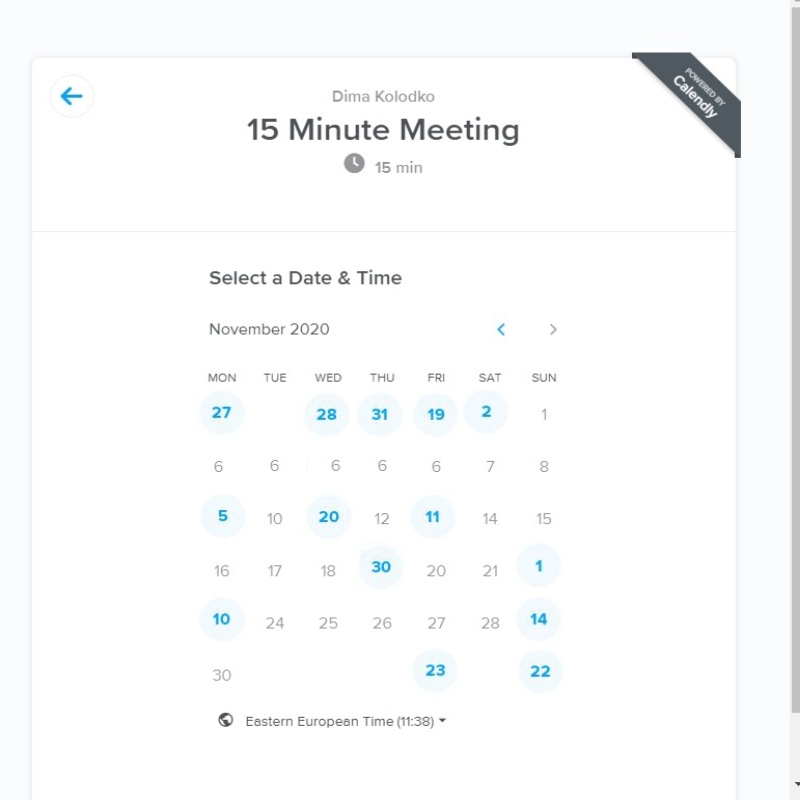 POWERED BY
Calendly
Dima Kolodko
15 Minute Meeting
15 min
Select a Date & Time
November 2020
MON TUE WED THU FRI SAT SUN
27 28 31 19 2 1
6 6 6 6 6 7 8
5 10 20 12 11 14 15
16 17 18 30 20 21 1
10 24 25 26 27 28 14
30 23 22
Eastern European Time (11:38)